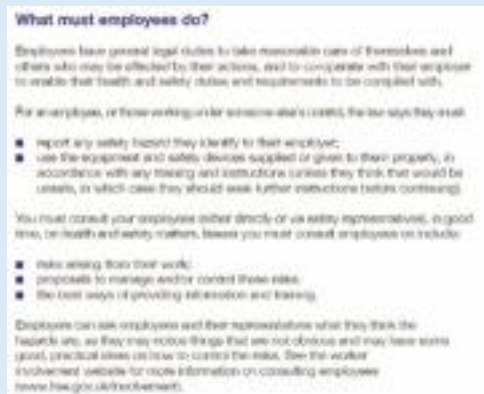 What must employees do?
Employees have general legal duties to take reasonable care of themselves and
others who may be affected by their actions, and to co-operate with their employer
to enable their health and safety duties and requirements to be complied with.
For an employee, or those working under someone else's control, the law says they must:
■ report any safety hazard they identify to their employer;
■ use the equipment and safety devices supplied or given to them properly, in
accordance with any training and instructions (unless they think that would be
unsafe, in which case they should seek further instructions before continuing).
You must consult your employees either directly or via safety representatives, in good
time, on health and safety matters. Issues you must consult employees on include:
■ risks arising from their work;
■ proposals to manage and/or control these risks;
■ the best ways of providing information and training.
Employers can ask employees and their representatives what they think the
hazards are, as they may notice things that are not obvious and may have some
good, practical ideas on how to control the risks. See the worker
involvement website for more information on consulting employees
(www.hse.gov.uk/involvement).